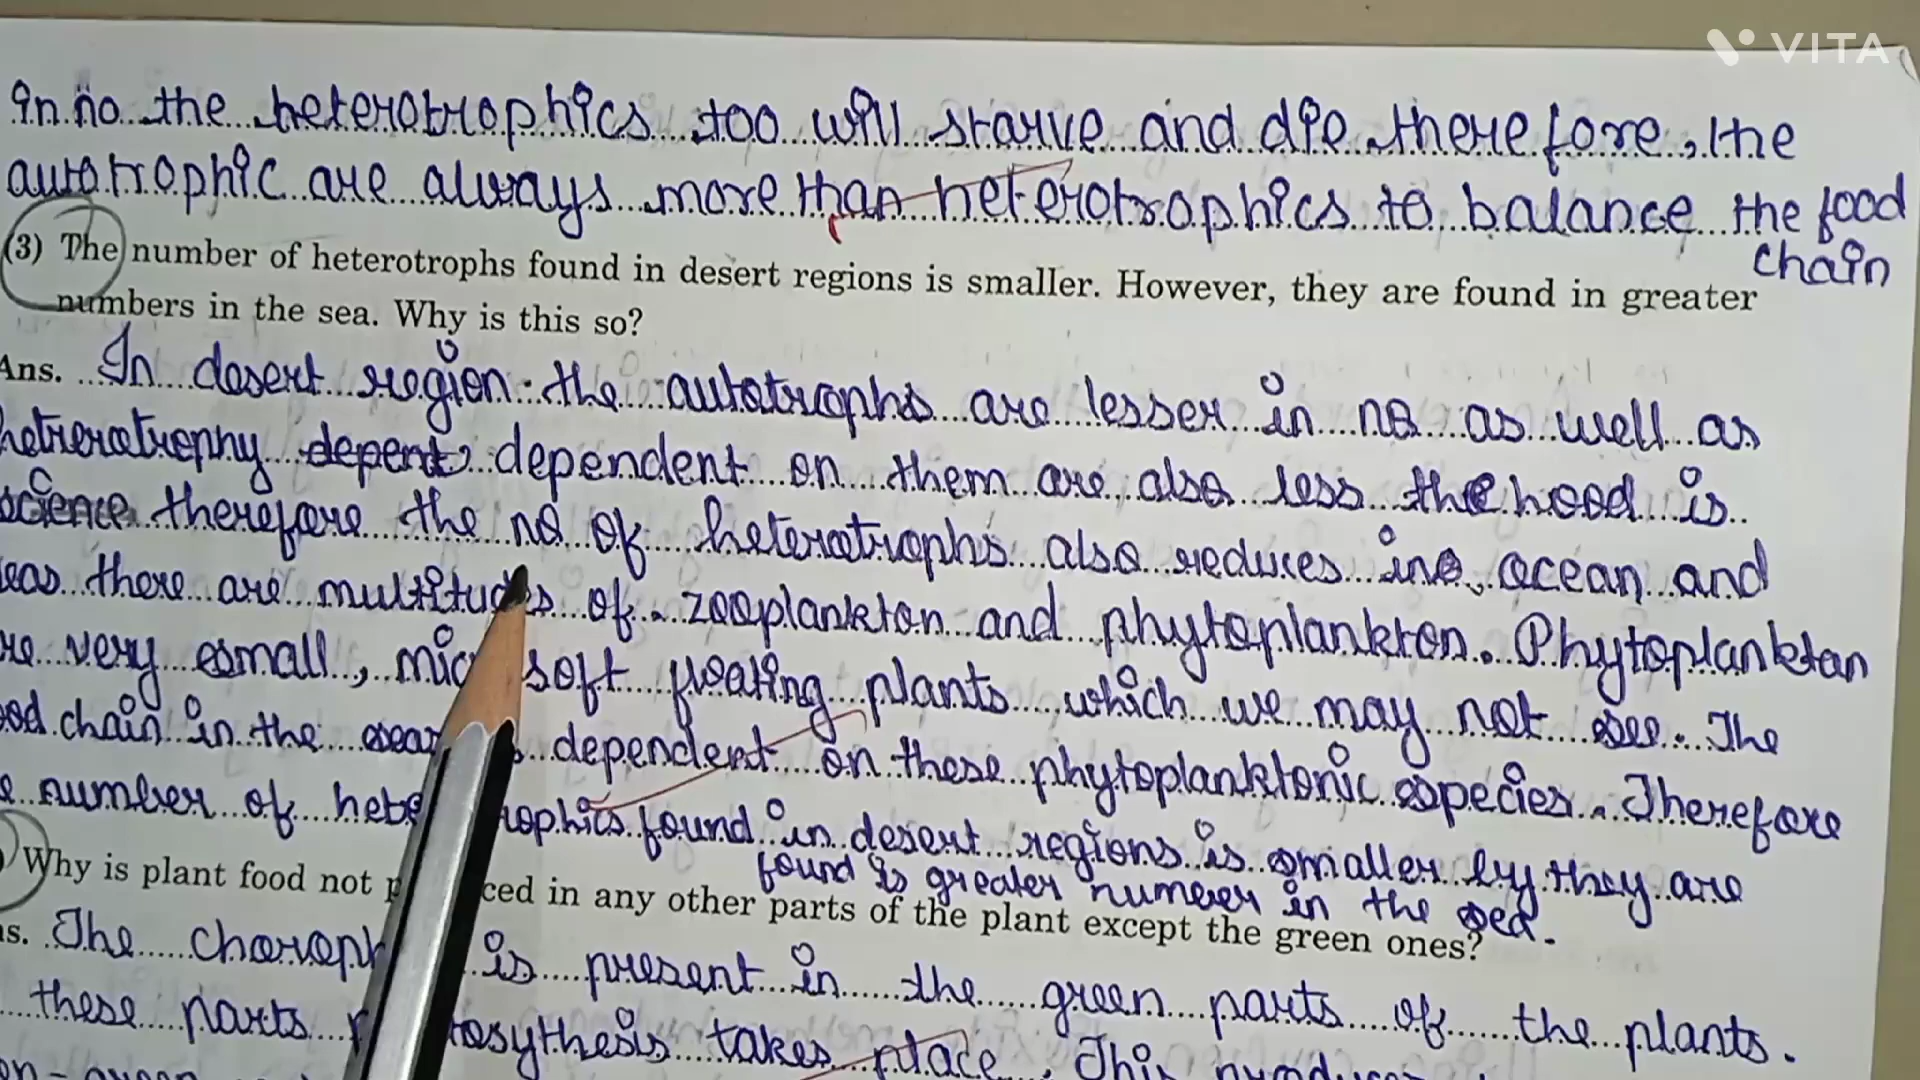 VITA
in no the heterotrophics too will starve and die therefore, the
autotrophic are always more than heterotrophics to balance the food
chain
(3) The number of heterotrophs found in desert regions is smaller. However, they are found in greater
numbers in the sea. Why is this so?
Ans. In desert region the autotrophs are lesser in no as well as
dependent on them are also less the hood is
therefore the no of heterotrophs also reduces in ocean and
seas there are multitudes of zooplankton and phytoplankton. Phytoplanktan
very small, soft floating plants which we may not see. The
chain in the dependent on these phytoplanktonic species. Therefore
number of found in desert regions is smaller they are
found is greater number in the sea.
Why is plant food not in any other parts of the plant except the green ones?
The is present in the green parts of the plants.
these parts takes place. This